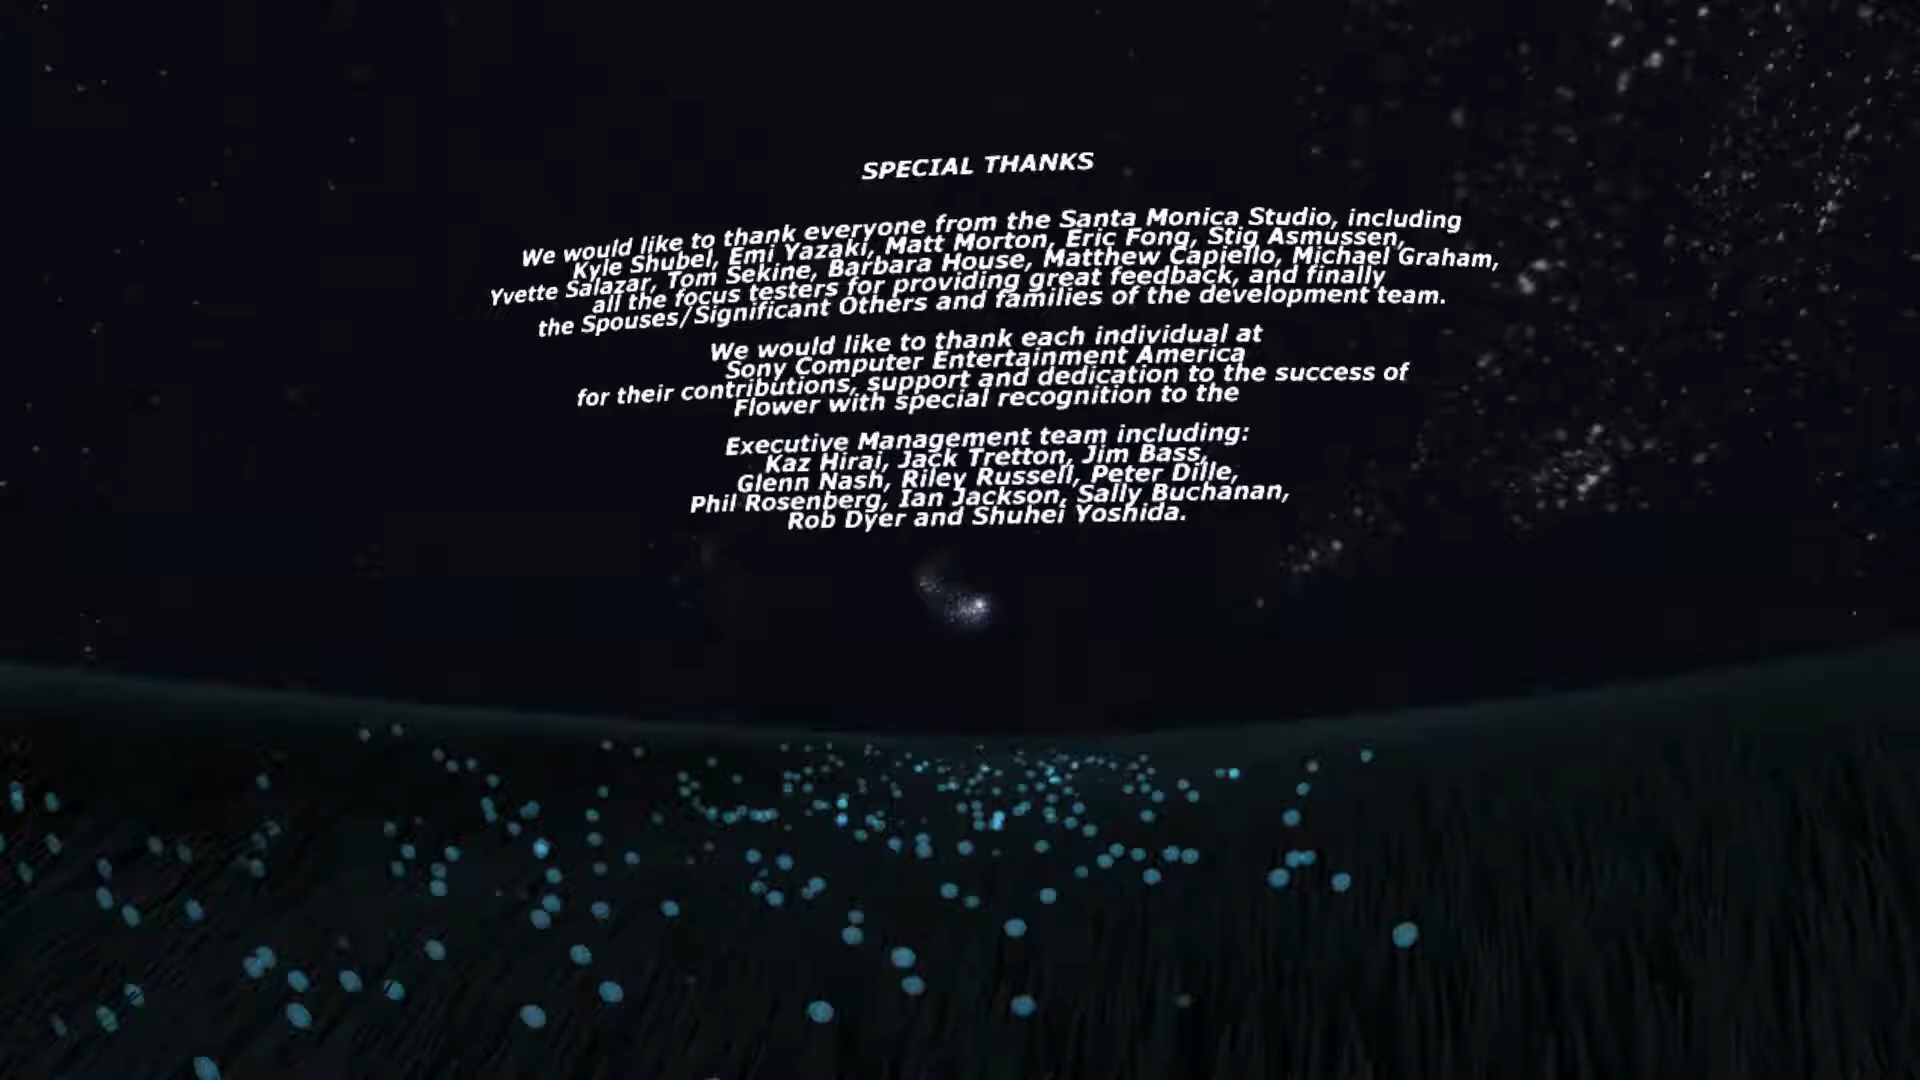 SPECIAL THANKS
We would like to thank everyone from the Santa Monica Studio, including
Kyle Shubel, Emi Yazaki, Matt Morton, Eric Fong, Stig Asmussen,
Yvette Salazar, Tom Sekine, Barbara House, Matthew Capiello, Michael Graham,
all the focus testers for providing great feedback, and finally
the Spouses/Significant Others and families of the development team.
We would like to thank each individual at
Sony Computer Entertainment America
for their contributions, support and dedication to the success of
Flower with special recognition to the
Executive Management team including:
Kaz Hirai, Jack Tretton, Jim Bass,
Glenn Nash, Riley Russell, Peter Dille,
Phil Rosenberg, Ian Jackson, Sally Buchanan,
Rob Dyer and Shuhei Yoshida.